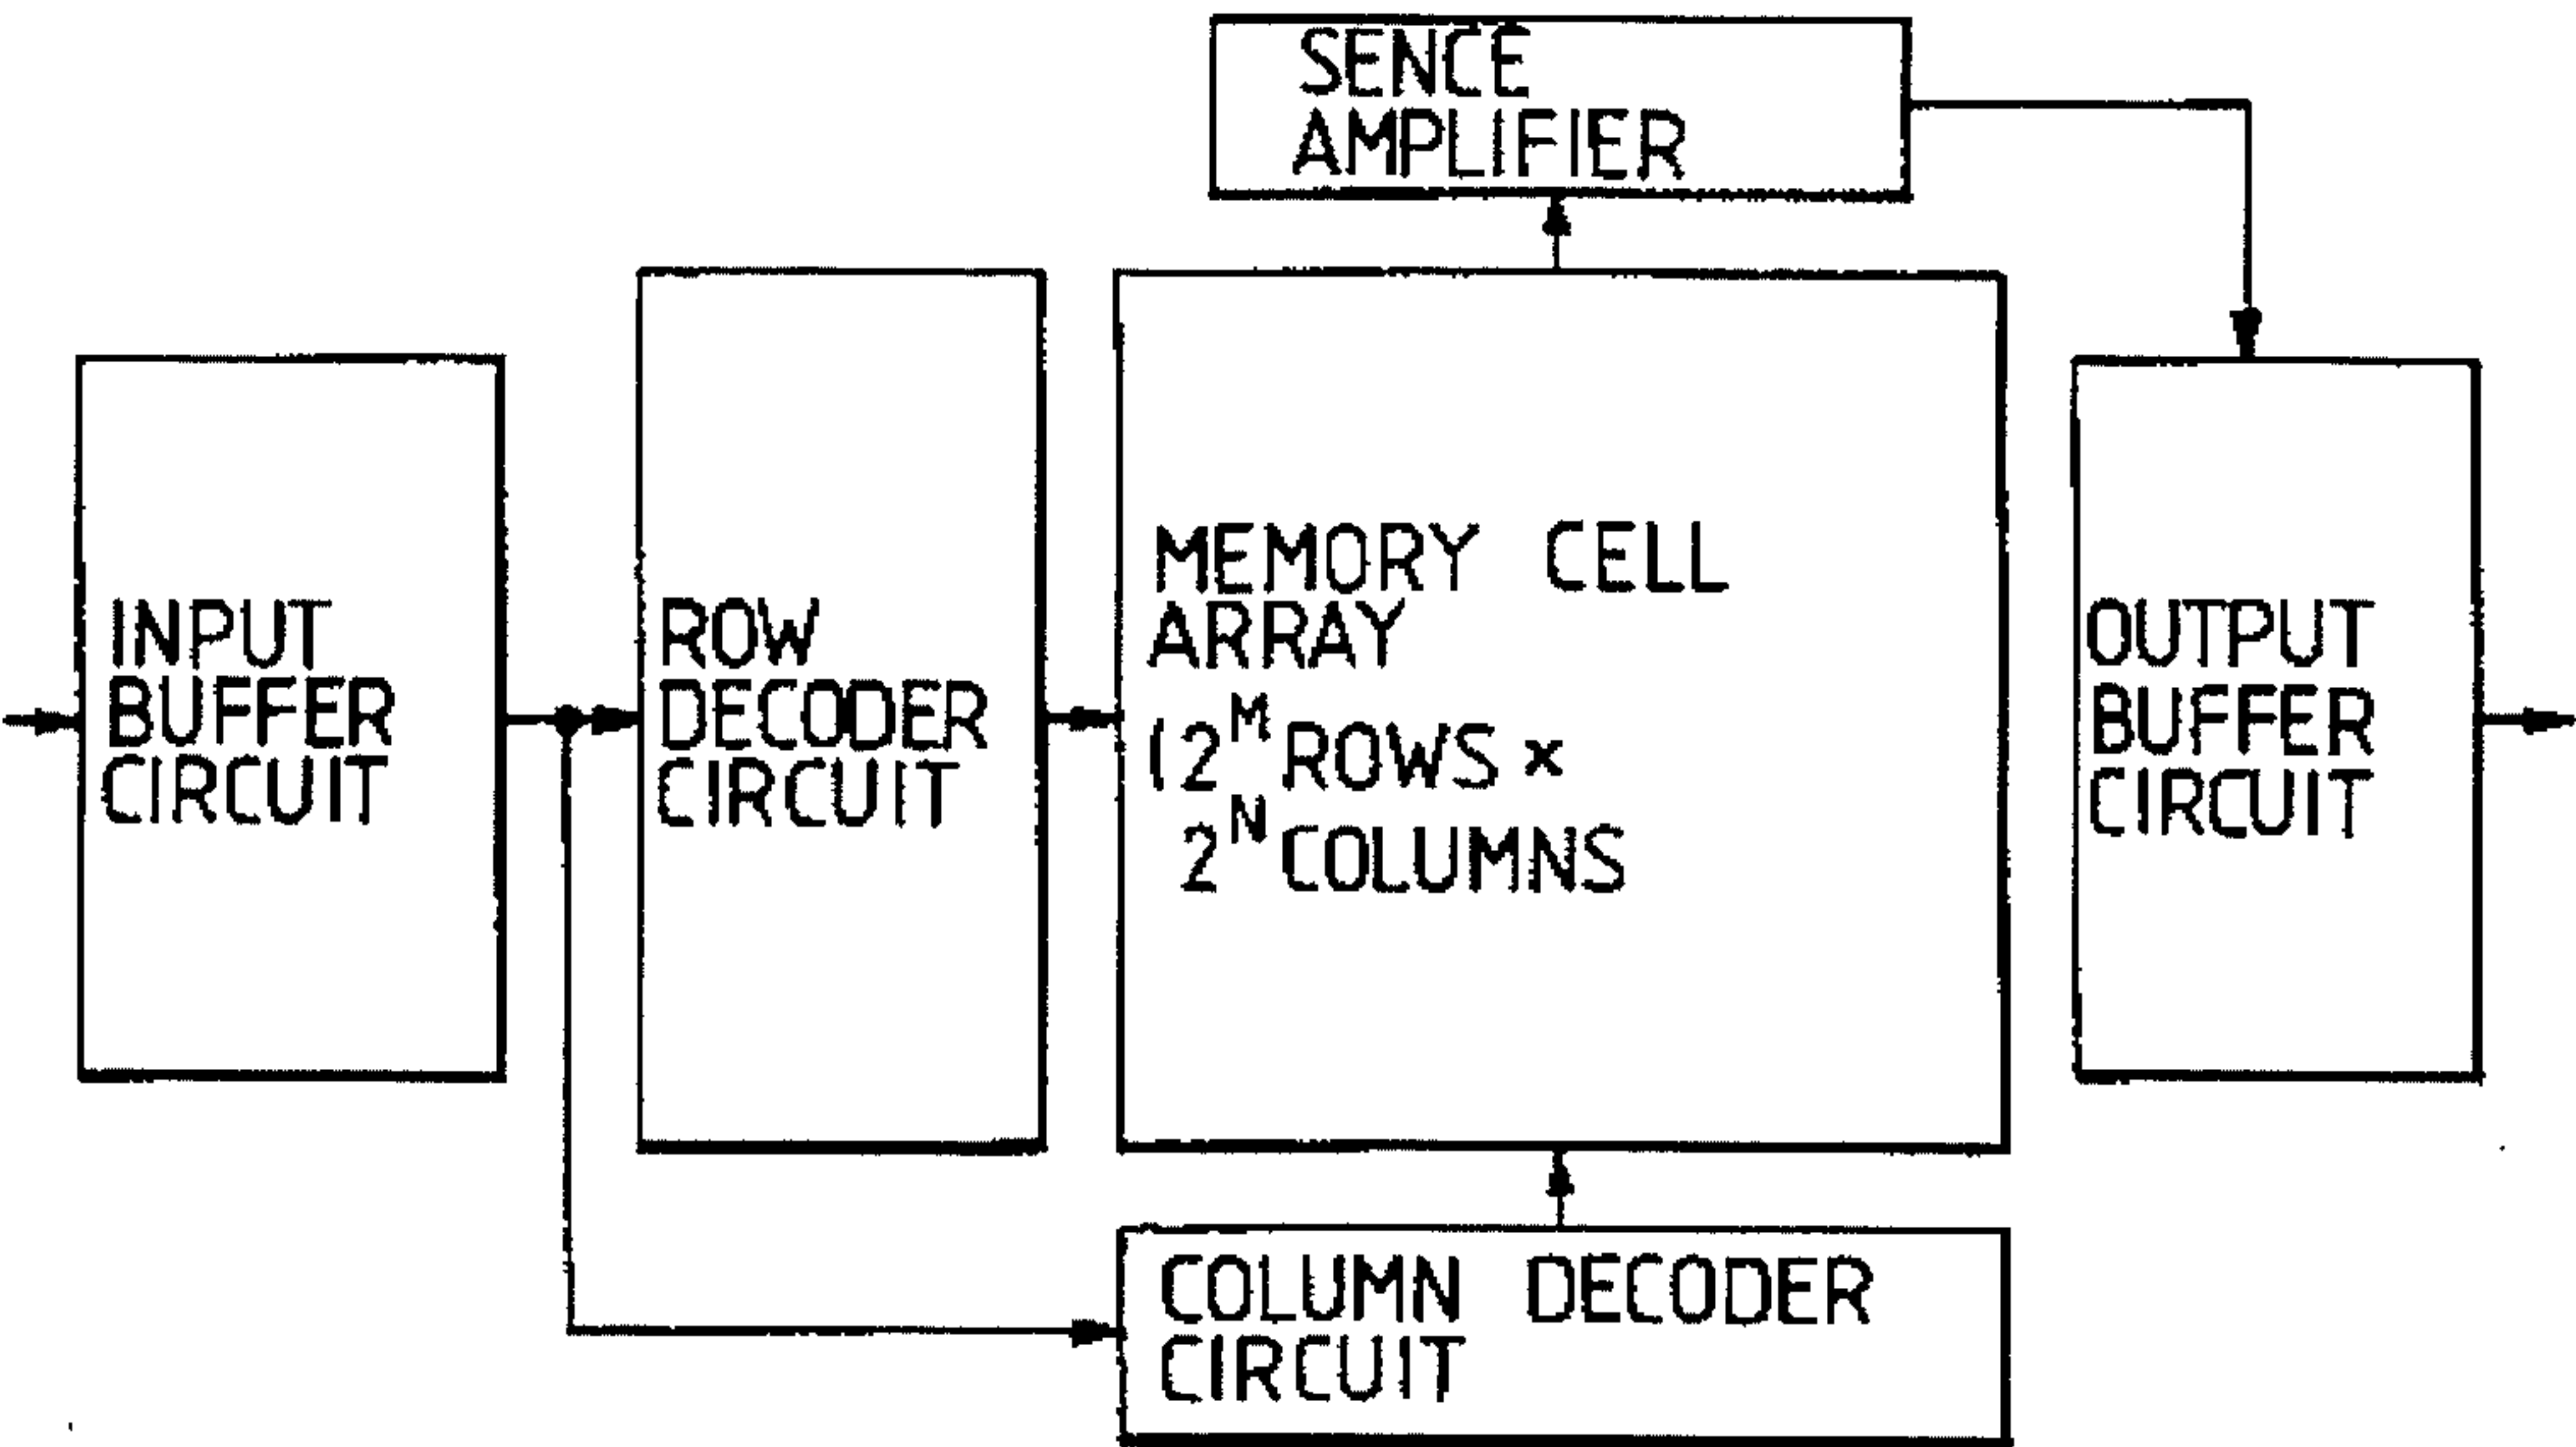 SENCE
AMPLIFIER
INPUT
BUFFER
CIRCUIT
ROW
DECODER
CIRCUIT
MEMORY CELL
ARRAY
(2^M ROWS ×
2^N COLUMNS
OUTPUT
BUFFER
CIRCUIT
COLUMN DECODER
CIRCUIT